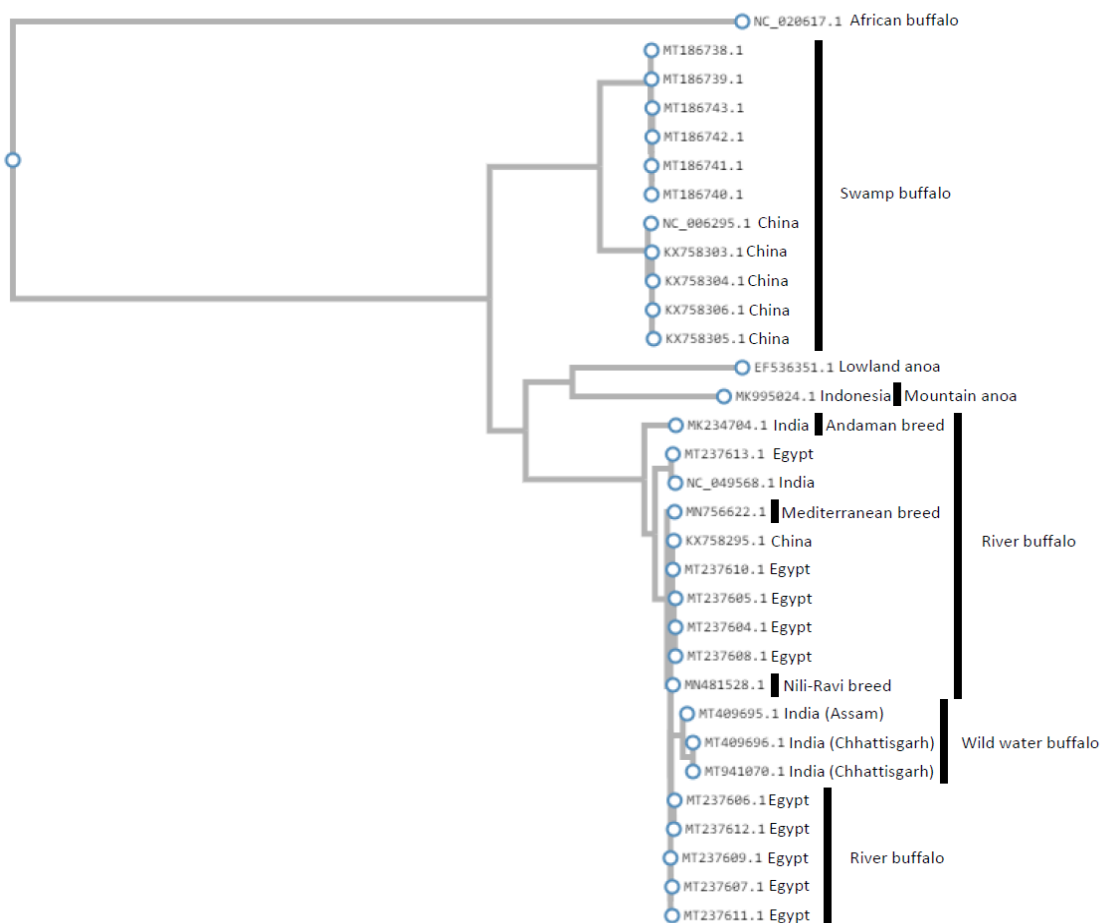 NC_020617.1 African buffalo
MT186738.1
MT186739.1
MT186743.1
MT186742.1
MT186741.1
MT186740.1
Swamp buffalo
NC_006295.1 China
KX758303.1 China
KX758304.1 China
KX758306.1 China
KX758305.1 China
EF536351.1 Lowland anoa
MK995024.1 Indonesia Mountain anoa
MK234704.1 India Andaman breed
MT237613.1 Egypt
NC_049568.1 India
MN756622.1 Mediterranean breed
KX758295.1 China
River buffalo
MT237610.1 Egypt
MT237605.1 Egypt
MT237604.1 Egypt
MT237608.1 Egypt
MN481528.1 Nili-Ravi breed
MT409695.1 India (Assam)
MT409696.1 India (Chhattisgarh) Wild water buffalo
MT941070.1 India (Chhattisgarh)
MT237606.1 Egypt
MT237612.1 Egypt
MT237609.1 Egypt River buffalo
MT237607.1 Egypt
MT237611.1 Egypt